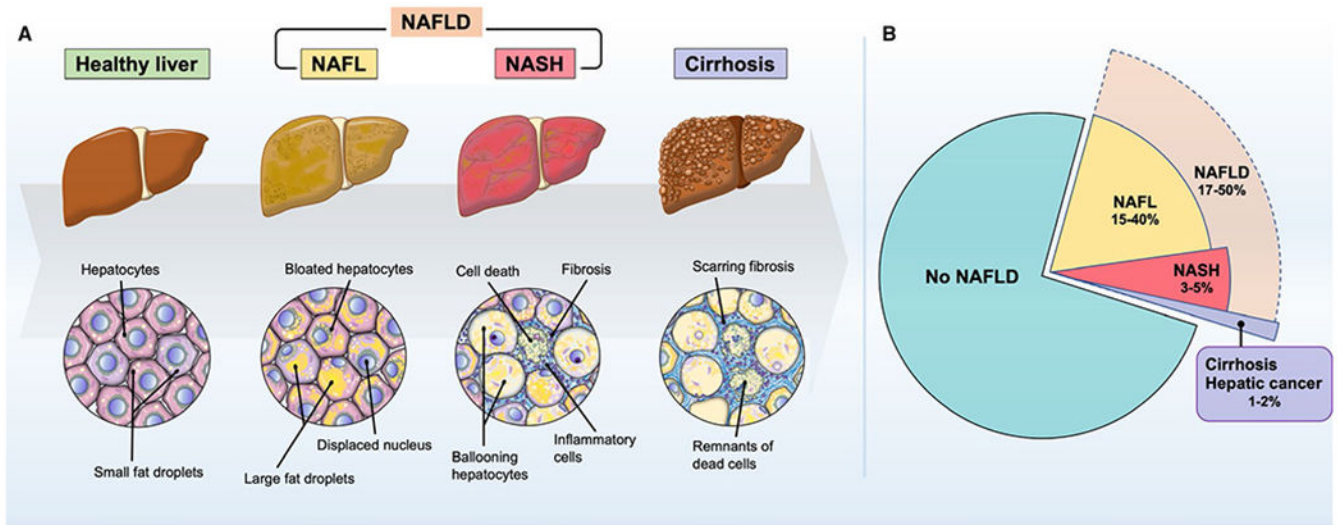 A
NAFLD
Healthy liver
NAFL
NASH
Cirrhosis
Hepatocytes
Bloated hepatocytes
Cell death
Fibrosis
Scarring fibrosis
Small fat droplets
Large fat droplets
Displaced nucleus
Ballooning
hepatocytes
Inflammatory
cells
Remnants of
dead cells
B
No NAFLD
NAFLD
17-50%
NAFL
15-40%
NASH
3-5%
Cirrhosis
Hepatic cancer
1-2%